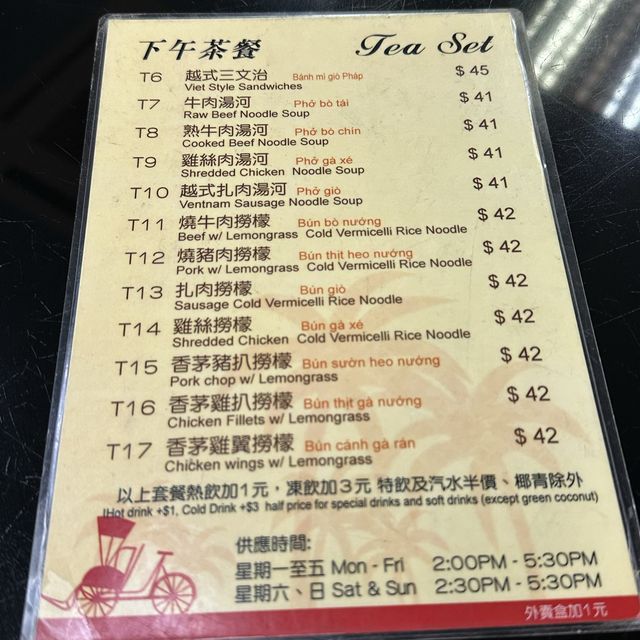 下午茶餐 Tea Set
T6 越式三文治 Bánh mì giò Pháp $ 45
Viet Style Sandwiches
T7 牛肉湯河 Phở bò tái $ 41
Raw Beef Noodle Soup
T8 熟牛肉湯河 Phở bò chín $ 41
Cooked Beef Noodle Soup
T9 雞絲肉湯河 Phở gà xé $ 41
Shredded Chicken Noodle Soup
T10 越式扎肉湯河 Phở giò $ 41
Ventnam Sausage Noodle Soup
T11 燒牛肉撈檬 Bún bò nướng $ 42
Beef w/ Lemongrass Cold Vermicelli Rice Noodle
T12 燒豬肉撈檬 Bún thịt heo nướng $ 42
Pork w/ Lemongrass Cold Vermicelli Rice Noodle
T13 扎肉撈檬 Bún giò $ 42
Sausage Cold Vermicelli Rice Noodle
T14 雞絲撈檬 Bún gà xé $ 42
Shredded Chicken Cold Vermicelli Rice Noodle
T15 香茅豬扒撈檬 Bún sườn heo nướng $ 42
Pork chop w/ Lemongrass
T16 香茅雞扒撈檬 Bún thịt gà nướng $ 42
Chicken Fillets w/ Lemongrass
T17 香茅雞翼撈檬 Bún cánh gà rán $ 42
Chicken wings w/ Lemongrass
以上套餐熱飲加1元，凍飲加3元 特飲及汽水半價、椰青除外
Hot drink +$1, Cold Drink +$3 half price for special drinks and soft drinks (except green coconut)
供應時間:
星期一至五 Mon - Fri 2:00PM - 5:30PM
星期六、日 Sat & Sun 2:30PM - 5:30PM
外賣盒加1元